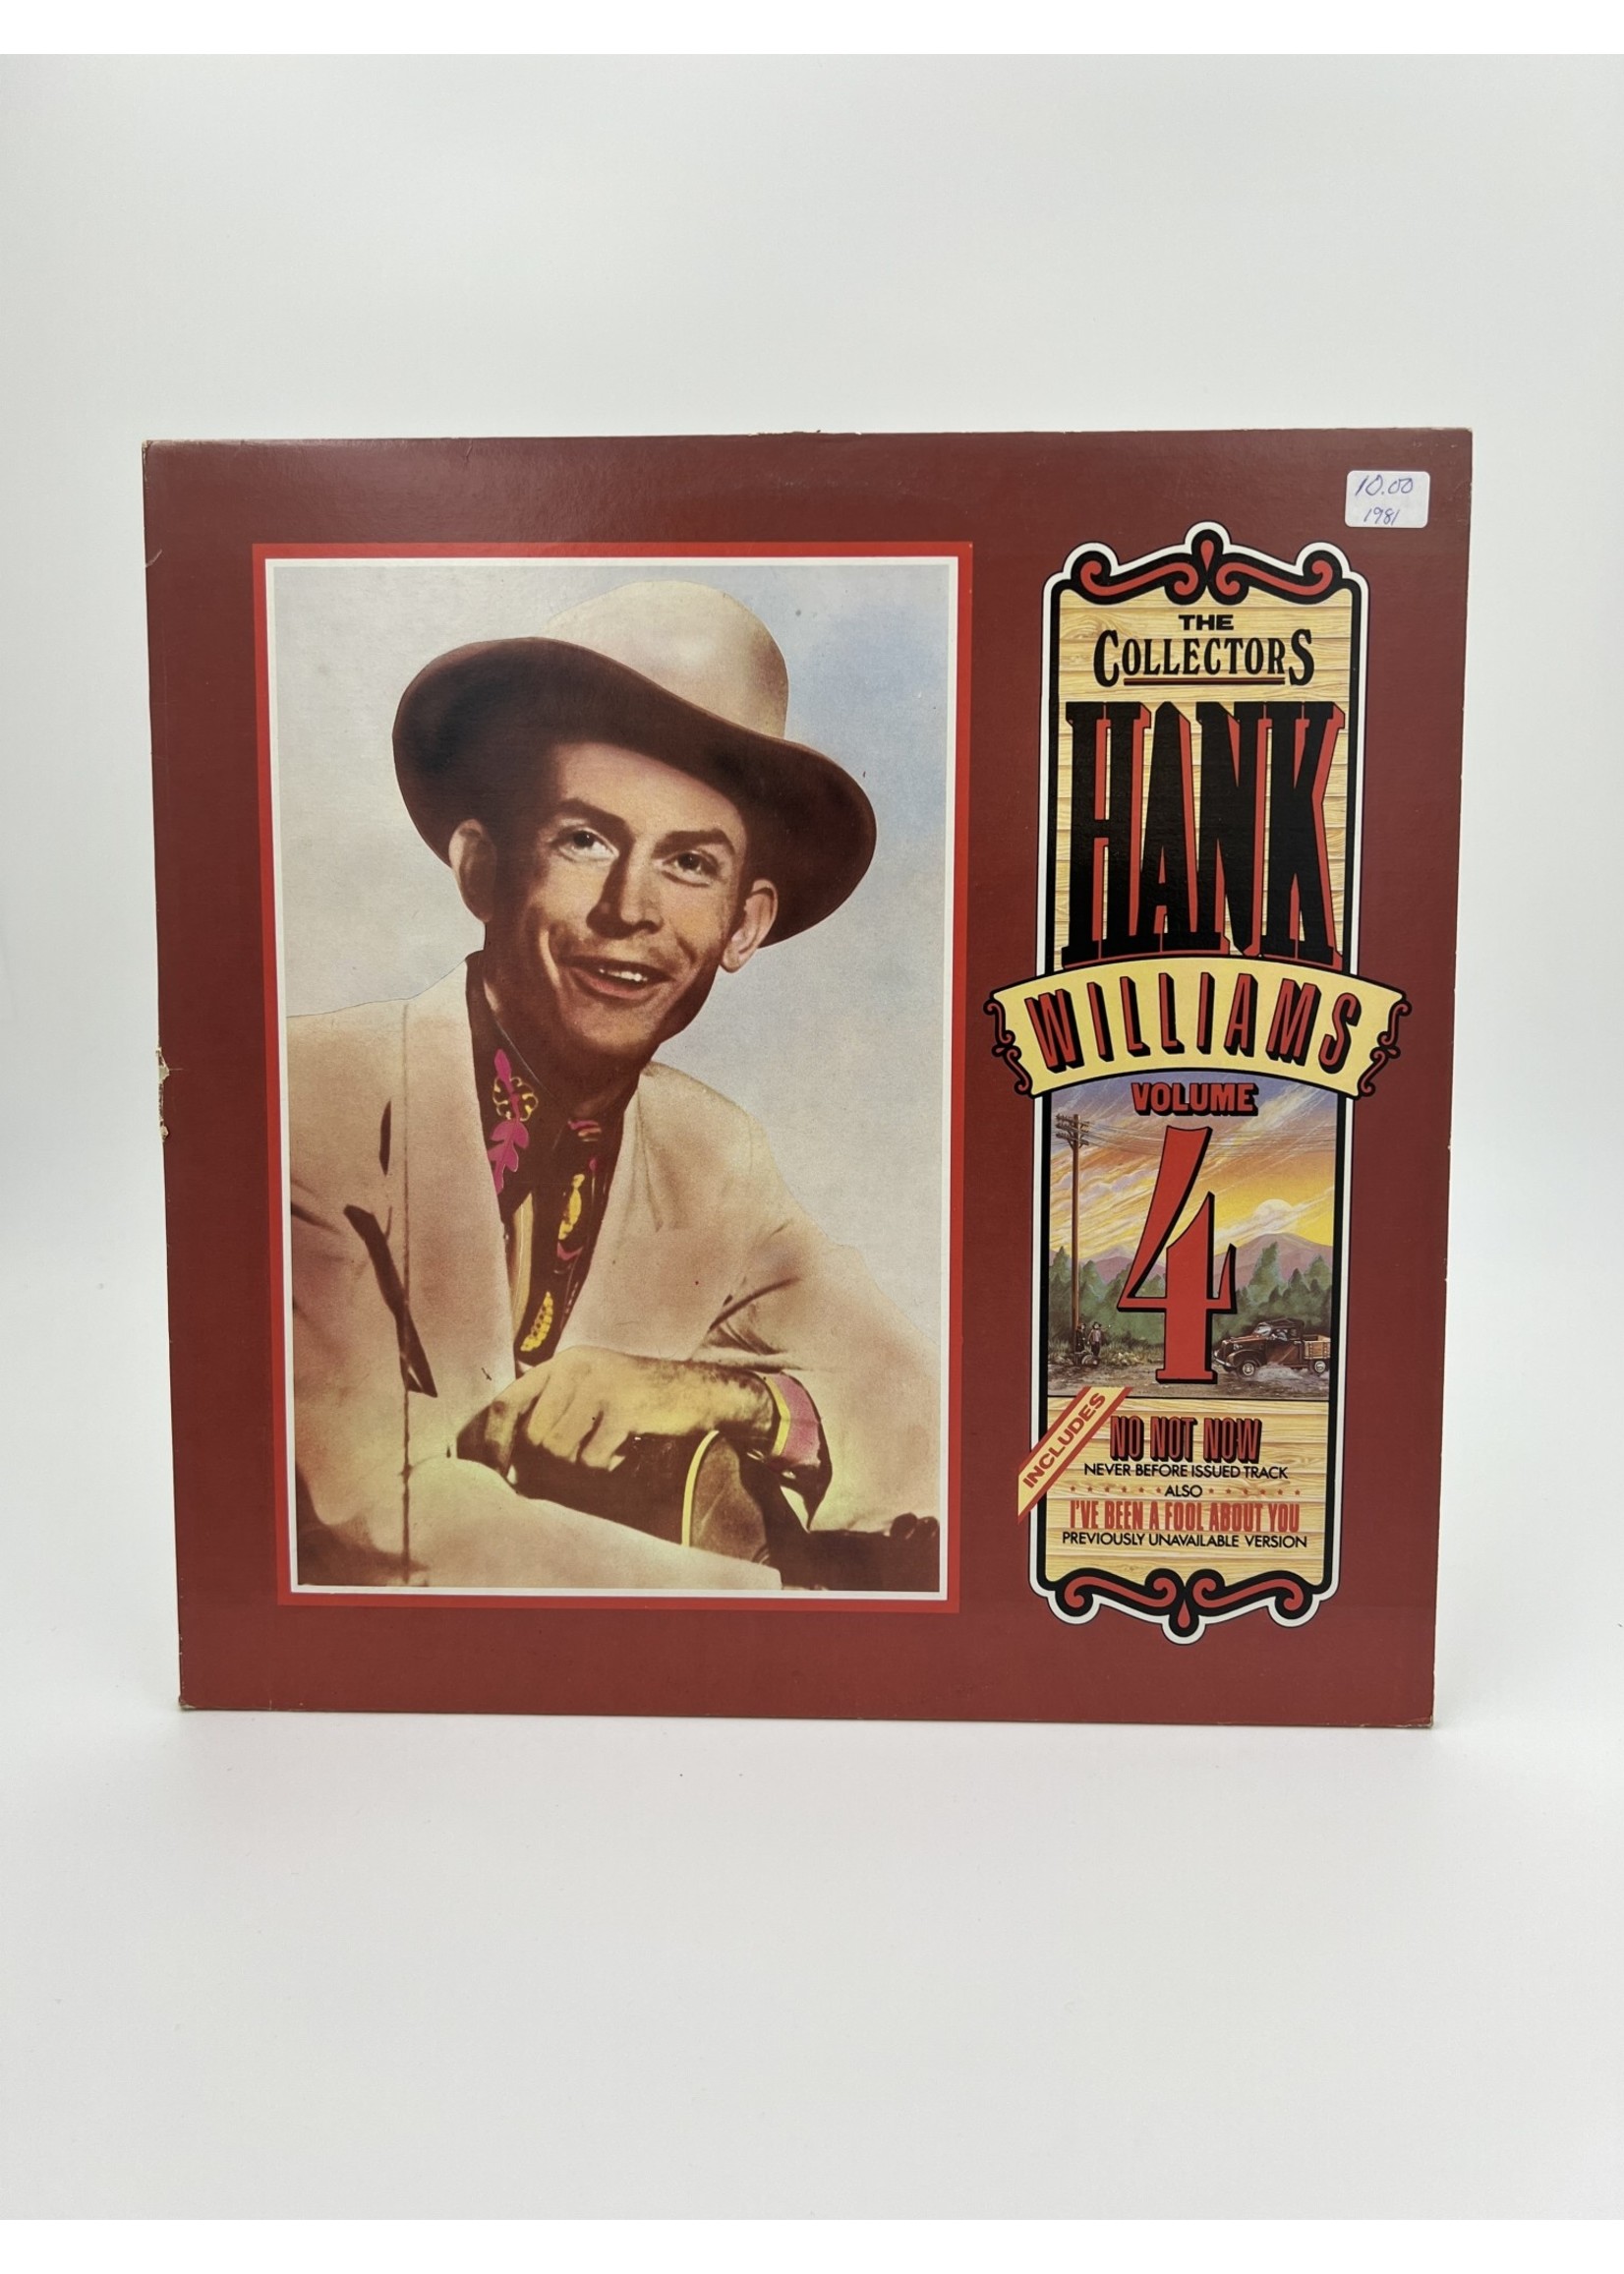 10.00
1981
THE
COLLECTORS
HANK
WILLIAMS
VOLUME
4
INCLUDES
NO NOT NOW
NEVER BEFORE ISSUED TRACK
ALSO
I'VE BEEN A FOOL ABOUT YOU
PREVIOUSLY UNAVAILABLE VERSION